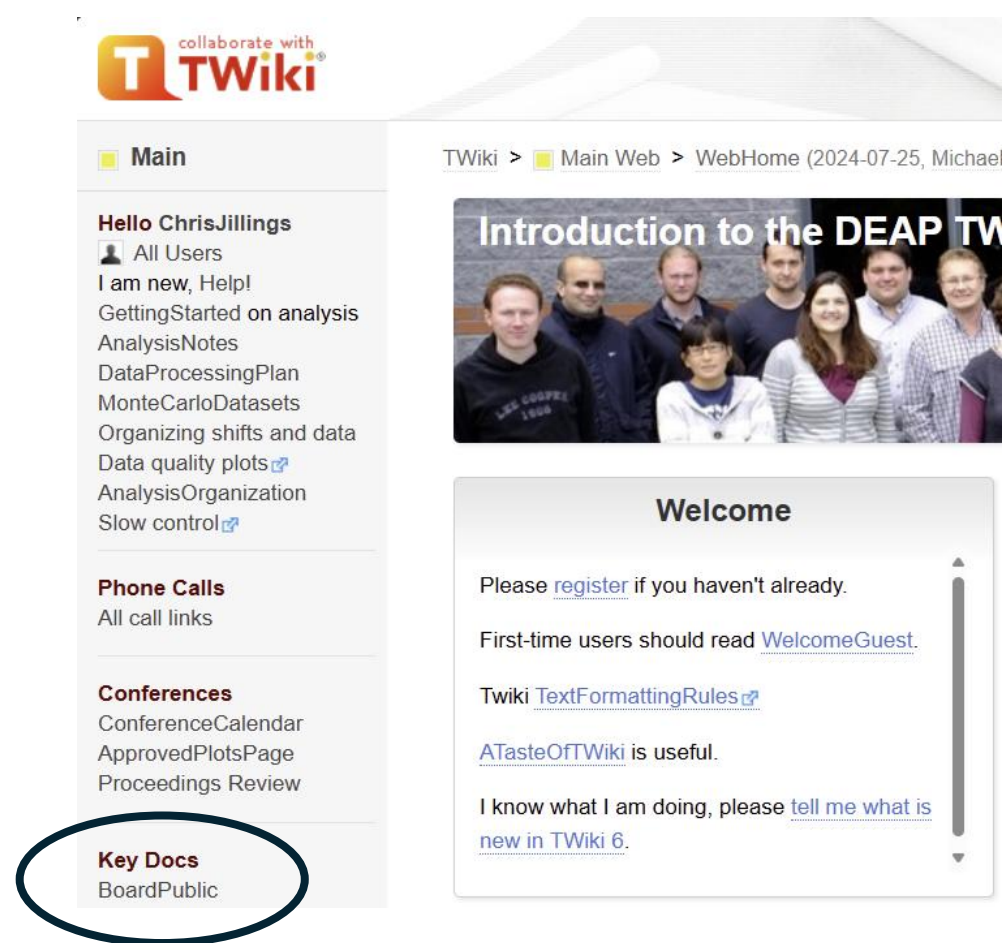 collaborate with
T TWiki®
Main
TWiki > Main Web > WebHome (2024-07-25, Michael
Hello ChrisJillings
All Users
I am new, Help!
GettingStarted on analysis
AnalysisNotes
DataProcessingPlan
MonteCarloDatasets
Organizing shifts and data
Data quality plots
AnalysisOrganization
Slow control
Phone Calls
All call links
Conferences
ConferenceCalendar
ApprovedPlotsPage
Proceedings Review
Key Docs
BoardPublic
Introduction to the DEAP TW
LEE COOPER
Welcome
Please register if you haven't already.
First-time users should read WelcomeGuest.
Twiki TextFormattingRules
ATasteOfTWiki is useful.
I know what I am doing, please tell me what is
new in TWiki 6.